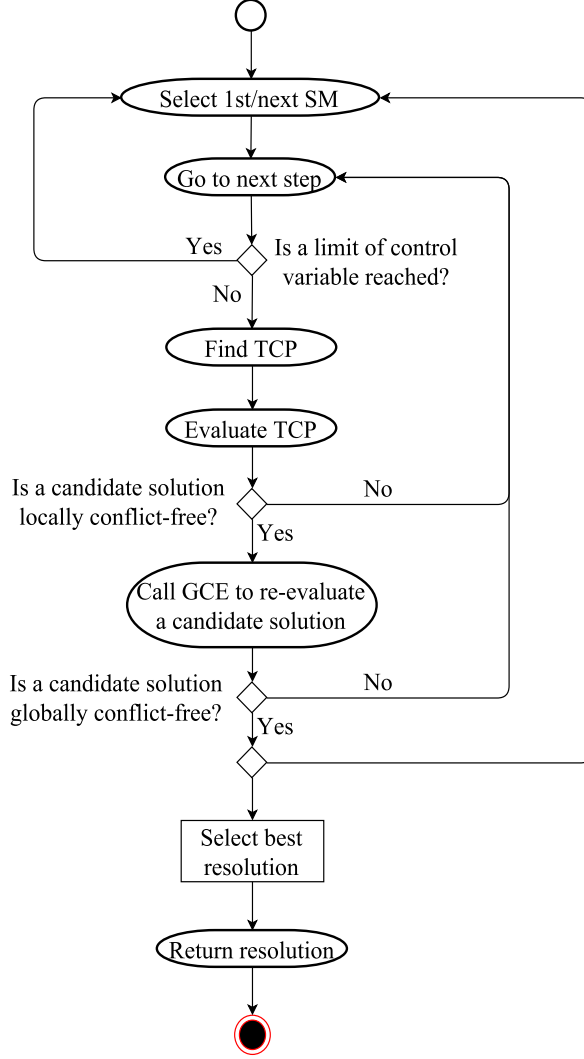 Select 1st/next SM
Go to next step
Yes
Is a limit of control
variable reached?
No
Find TCP
Evaluate TCP
Is a candidate solution
locally conflict-free?
No
Yes
Call GCE to re-evaluate
a candidate solution
Is a candidate solution
globally conflict-free?
No
Yes
Select best
resolution
Return resolution